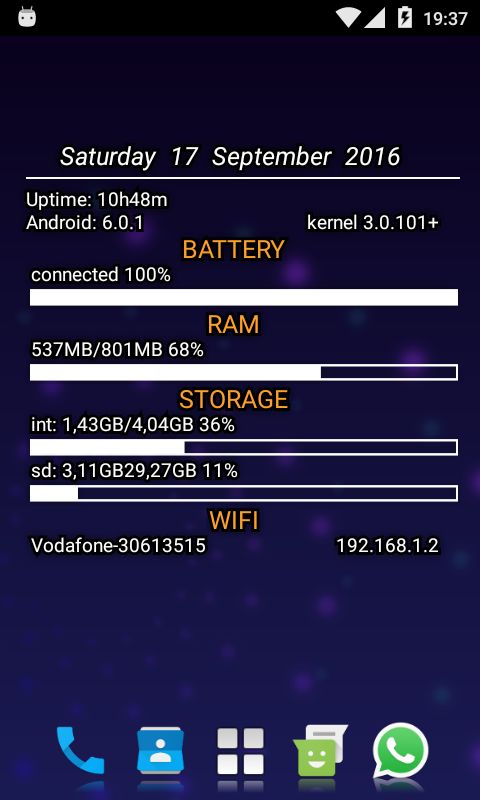 19:37
Saturday 17 September 2016
Uptime: 10h48m
Android: 6.0.1 kernel 3.0.101+
BATTERY
connected 100%
RAM
537MB/801MB 68%
STORAGE
int: 1,43GB/4,04GB 36%
sd: 3,11GB29,27GB 11%
WIFI
Vodafone-30613515 192.168.1.2